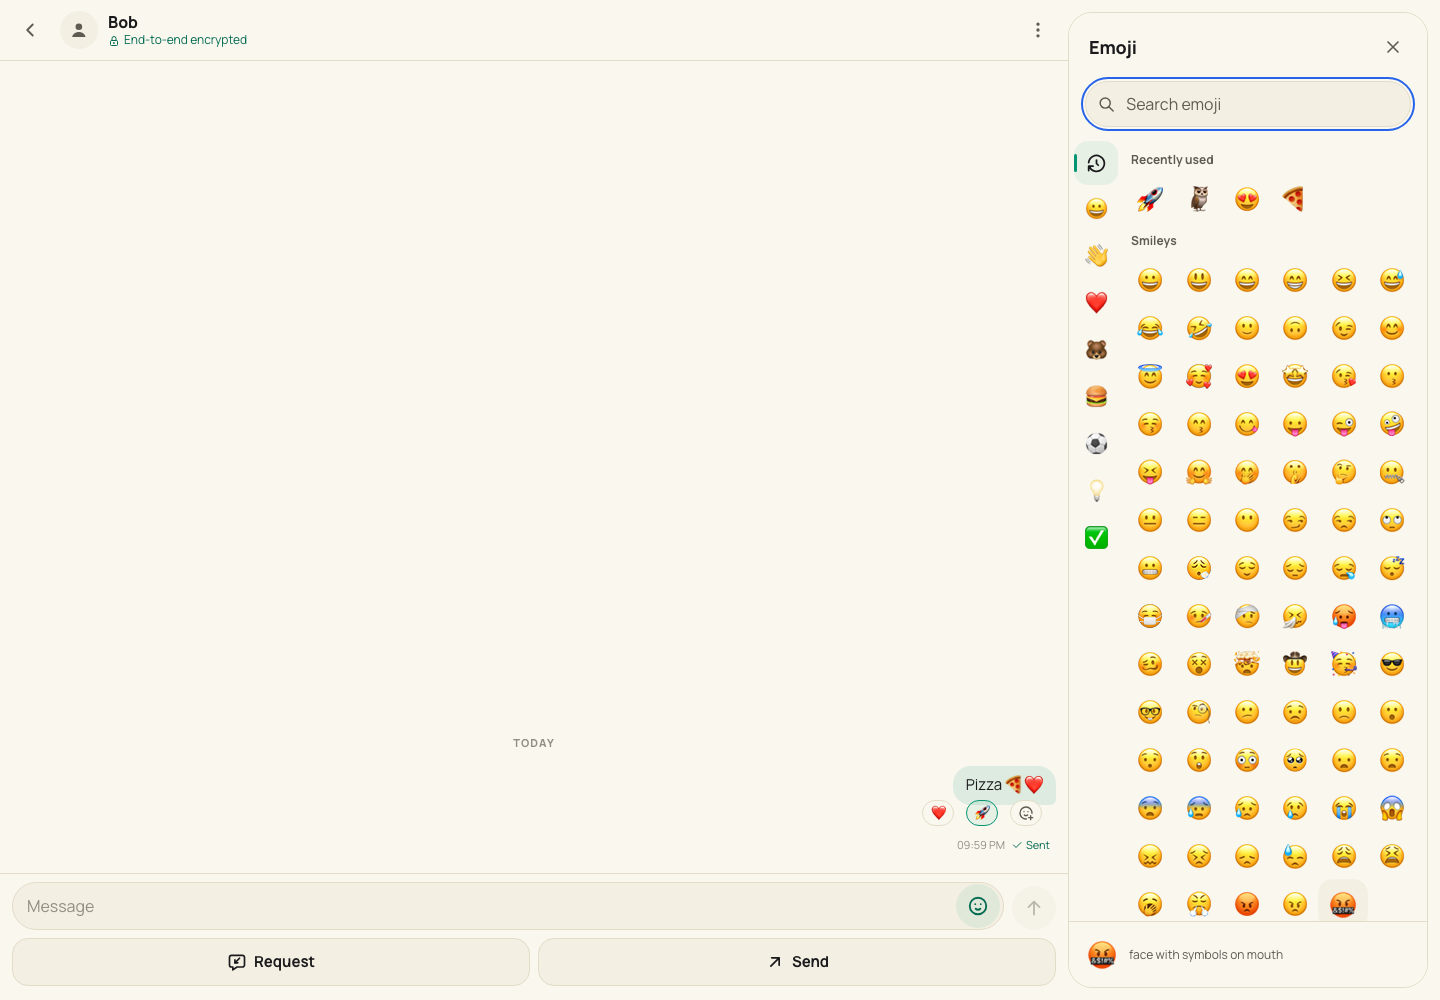 Bob
End-to-end encrypted
Emoji
Search emoji
Recently used
Smileys
TODAY
Pizza 🍕❤️
09:59 PM Sent
Message
Request
Send
face with symbols on mouth